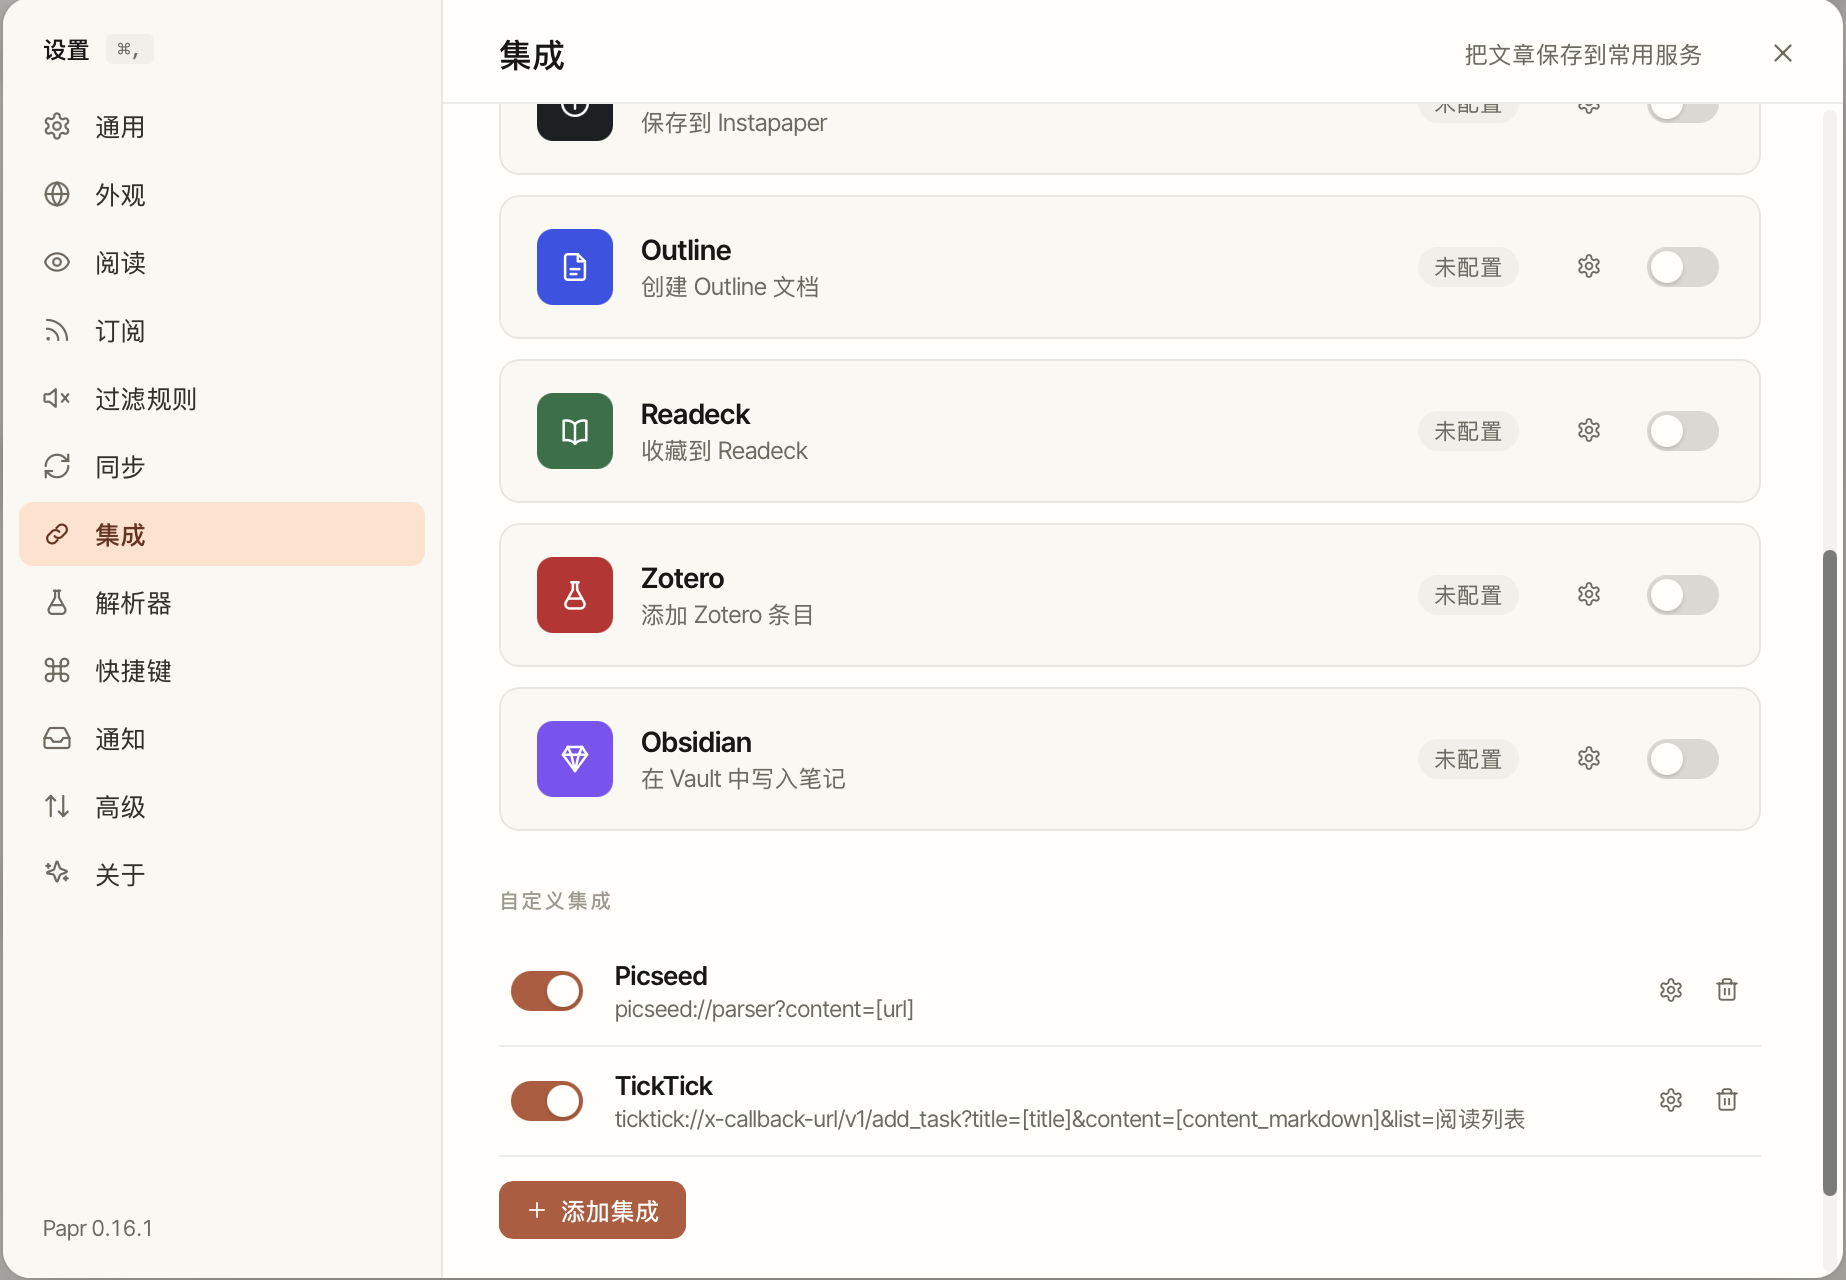 设置 ⌘,
通用
外观
阅读
订阅
过滤规则
同步
集成
解析器
快捷键
通知
高级
关于
Papr 0.16.1
集成
把文章保存到常用服务
未配置
保存到 Instapaper
Outline
创建 Outline 文档
未配置
Readeck
收藏到 Readeck
未配置
Zotero
添加 Zotero 条目
未配置
Obsidian
在 Vault 中写入笔记
未配置
自定义集成
Picseed
picseed://parser?content=[url]
TickTick
ticktick://x-callback-url/v1/add_task?title=[title]&content=[content_markdown]&list=阅读列表
+ 添加集成